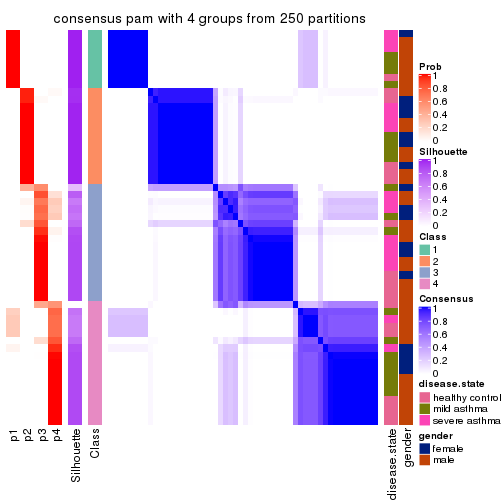 consensus pam with 4 groups from 250 partitions
Prob
1
0.8
0.6
0.4
0.2
0
Silhouette
1
0.8
0.6
0.4
0.2
0
Class
1
2
3
4
Consensus
1
0.8
0.6
0.4
0.2
0
disease.state
healthy control
mild asthma
severe asthma
gender
female
male
p1
p2
p3
p4
Silhouette
Class
disease.state
gender